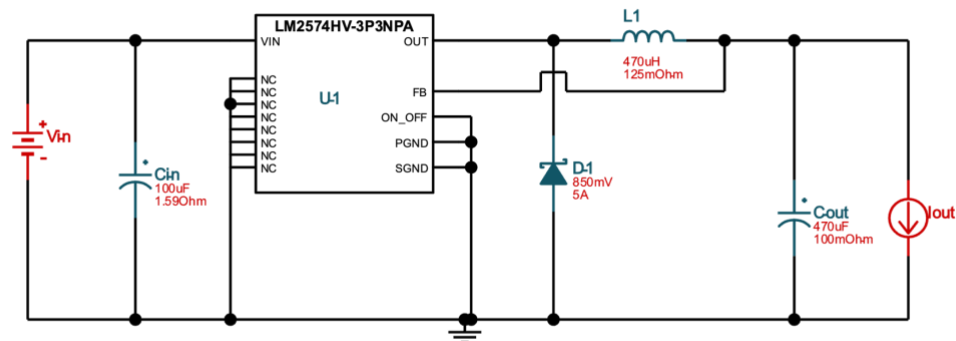 LM2574HV-3P3NPA
VIN
OUT
NC
NC
NC
NC
NC
NC
NC
NC
U-1
FB
ON_OFF
PGND
SGND
L1
470uH
125mOhm
+
Vin
-
Cin
100uF
1.59Ohm
D-1
850mV
5A
Cout
470uF
100mOhm
Iout